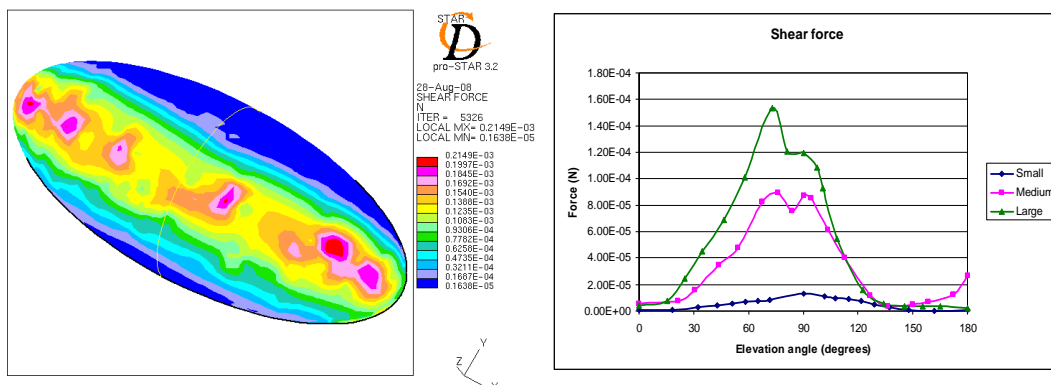 STAR
CD
pro-STAR 3.2
28-Aug-08
SHEAR FORCE
N
ITER = 5326
LOCAL MX= 0.2149E-03
LOCAL MN= 0.1638E-05
0.2149E-03
0.1997E-03
0.1845E-03
0.1692E-03
0.1540E-03
0.1388E-03
0.1235E-03
0.1083E-03
0.9306E-04
0.7782E-04
0.6258E-04
0.4735E-04
0.3211E-04
0.1687E-04
0.1638E-05
Y
Z
X
Shear force
1.80E-04
1.60E-04
1.40E-04
1.20E-04
1.00E-04
8.00E-05
6.00E-05
4.00E-05
2.00E-05
0.00E+00
Force (N)
0 30 60 90 120 150 180
Elevation angle (degrees)
Small
Medium
Large